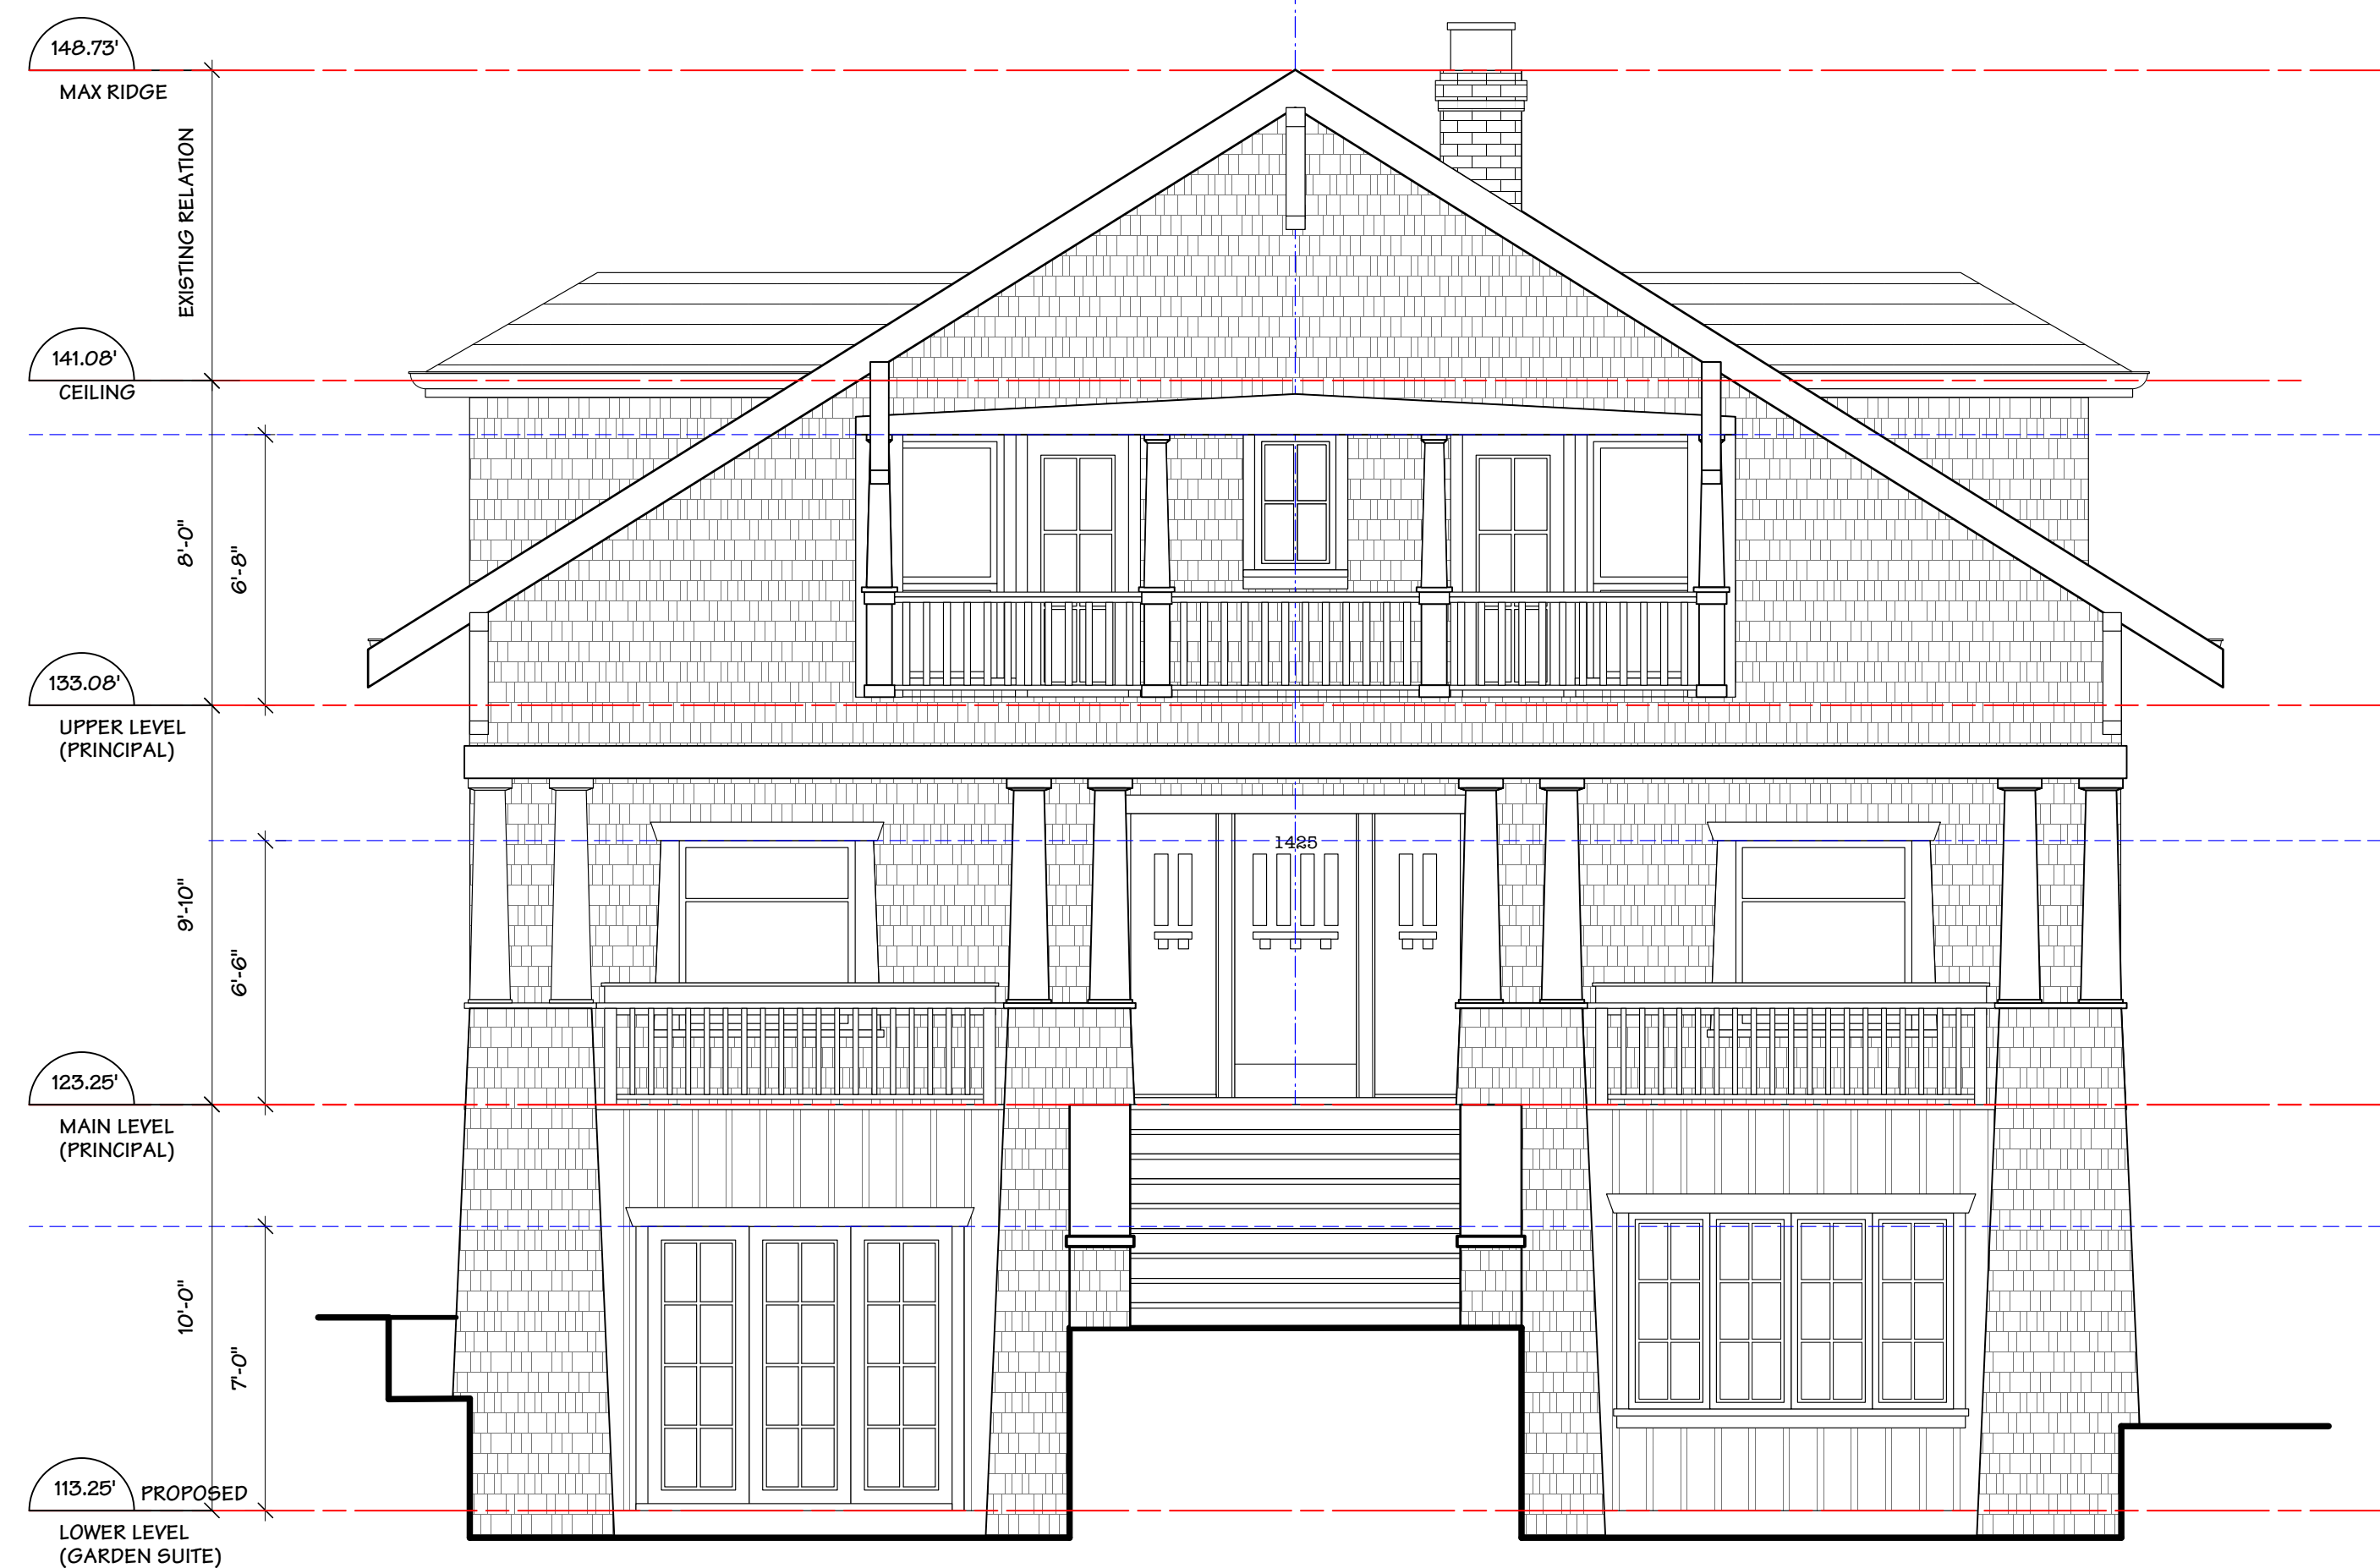 148.73'
MAX RIDGE
EXISTING RELATION
141.08'
CEILING
8'-0"
6'-8"
133.08'
UPPER LEVEL
(PRINCIPAL)
1425
9'-10"
6'-6"
123.25'
MAIN LEVEL
(PRINCIPAL)
10'-0"
7'-0"
113.25' PROPOSED
LOWER LEVEL
(GARDEN SUITE)